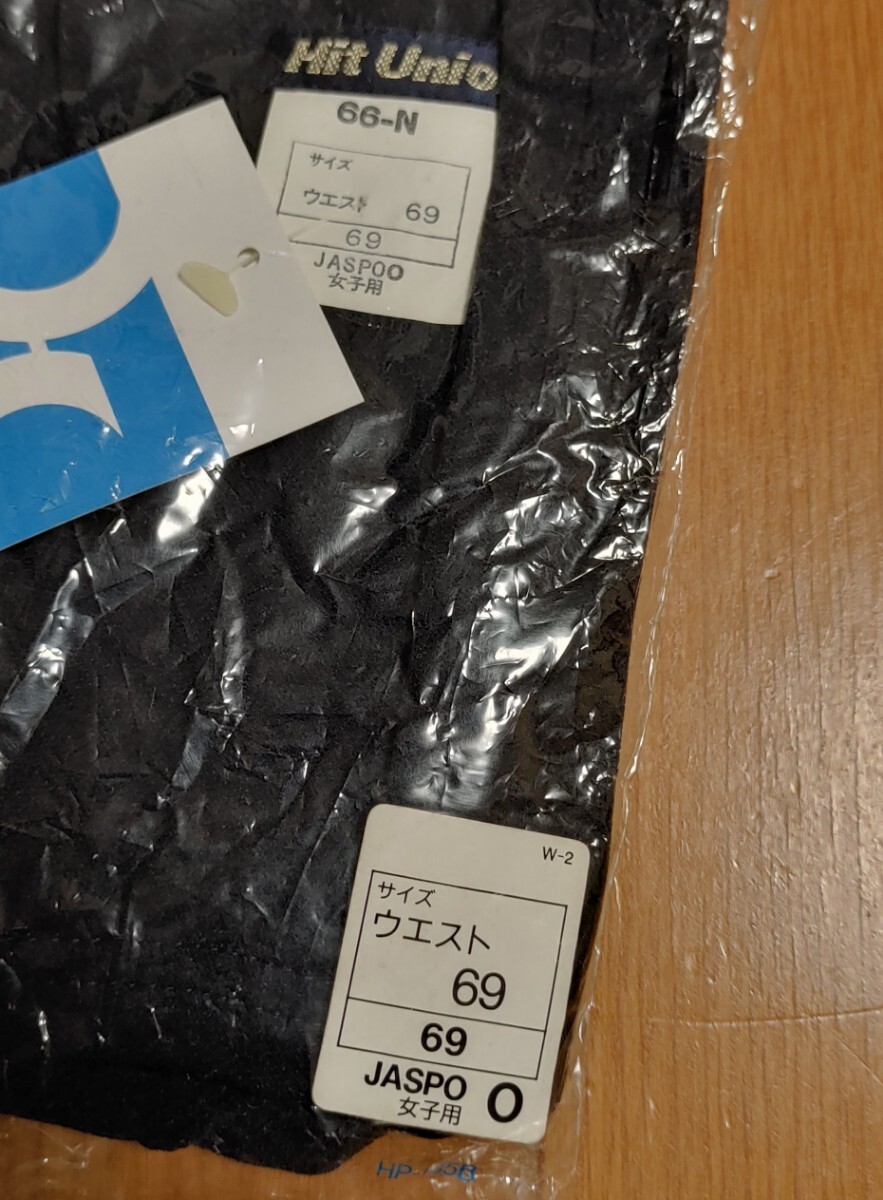 Hit Unio
66-N
サイズ
ウエスト 69
69
JASPO O
女子用
W-2
サイズ
ウエスト
69
69
JASPO O
女子用